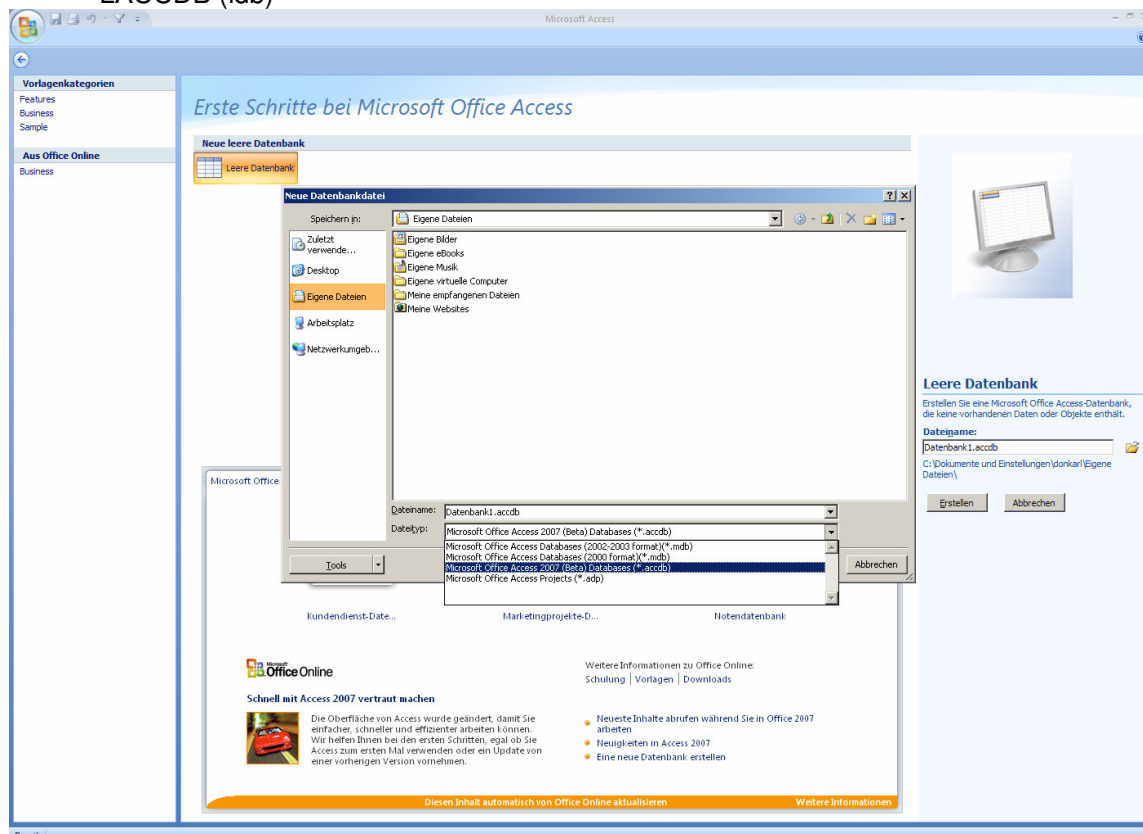 LACCDB (ldb)
Microsoft Access
Vorlagenkategorien
Features
Business
Sample
Aus Office Online
Business
Erste Schritte bei Microsoft Office Access
Neue leere Datenbank
Leere Datenbank
Neue Datenbankdatei
Speichern in:
Eigene Dateien
Zuletzt
verwende...
Desktop
Eigene Dateien
Arbeitsplatz
Netzwerkumgeb...
Eigene Bilder
Eigene eBooks
Eigene Musik
Eigene virtuelle Computer
Meine empfangenen Dateien
Meine Websites
Dateiname:
Datenbank1.accdb
Dateityp:
Microsoft Office Access 2007 (Beta) Databases (*.accdb)
Microsoft Office Access Databases (2002-2003 format)(*.mdb)
Microsoft Office Access Databases (2000 format)(*.mdb)
Microsoft Office Access 2007 (Beta) Databases (*.accdb)
Microsoft Office Access Projects (*.adp)
Tools
Abbrechen
Leere Datenbank
Erstellen Sie eine Microsoft Office Access-Datenbank,
die keine vorhandenen Daten oder Objekte enthält.
Dateiname:
Datenbank1.accdb
C:\Dokumente und Einstellungen\donkarl\Eigene
Dateien\
Erstellen
Abbrechen
Microsoft Office
Kundendienst-Date...
Marketingprojekte-D...
Notendatenbank
Microsoft
Office Online
Schnell mit Access 2007 vertraut machen
Die Oberfläche von Access wurde geändert, damit Sie
einfacher, schneller und effizienter arbeiten können.
Wir helfen Ihnen bei den ersten Schritten, egal ob Sie
Access zum ersten Mal verwenden oder ein Update von
einer vorherigen Version vornehmen.
Weitere Informationen zu Office Online:
Schulung | Vorlagen | Downloads
Neueste Inhalte abrufen während Sie in Office 2007
arbeiten
Neuigkeiten in Access 2007
Eine neue Datenbank erstellen
Diesen Inhalt automatisch von Office Online aktualisieren
Weitere Informationen